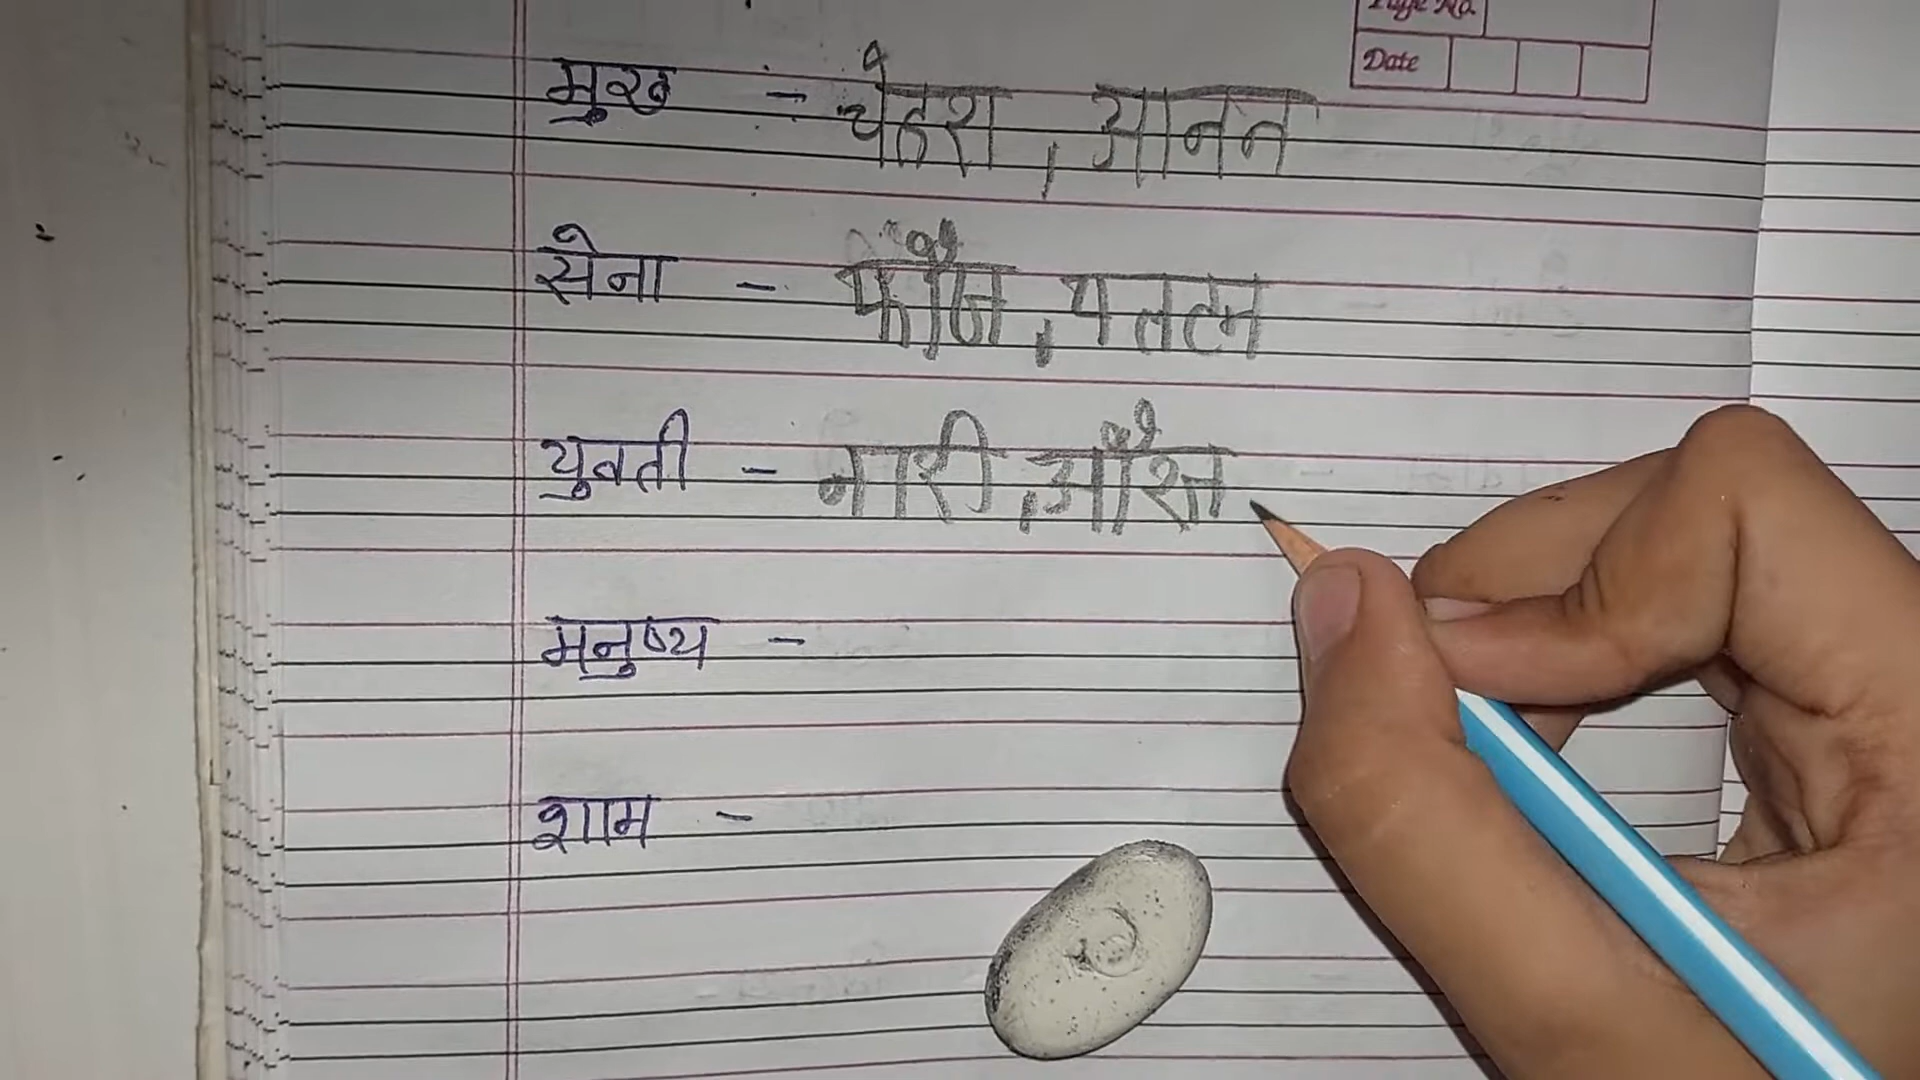 Page No.
Date
मुख - चेहरा, आनन
सेना - फौज, पलटन
युवती - नारी, औरत
मनुष्य -
शाम -